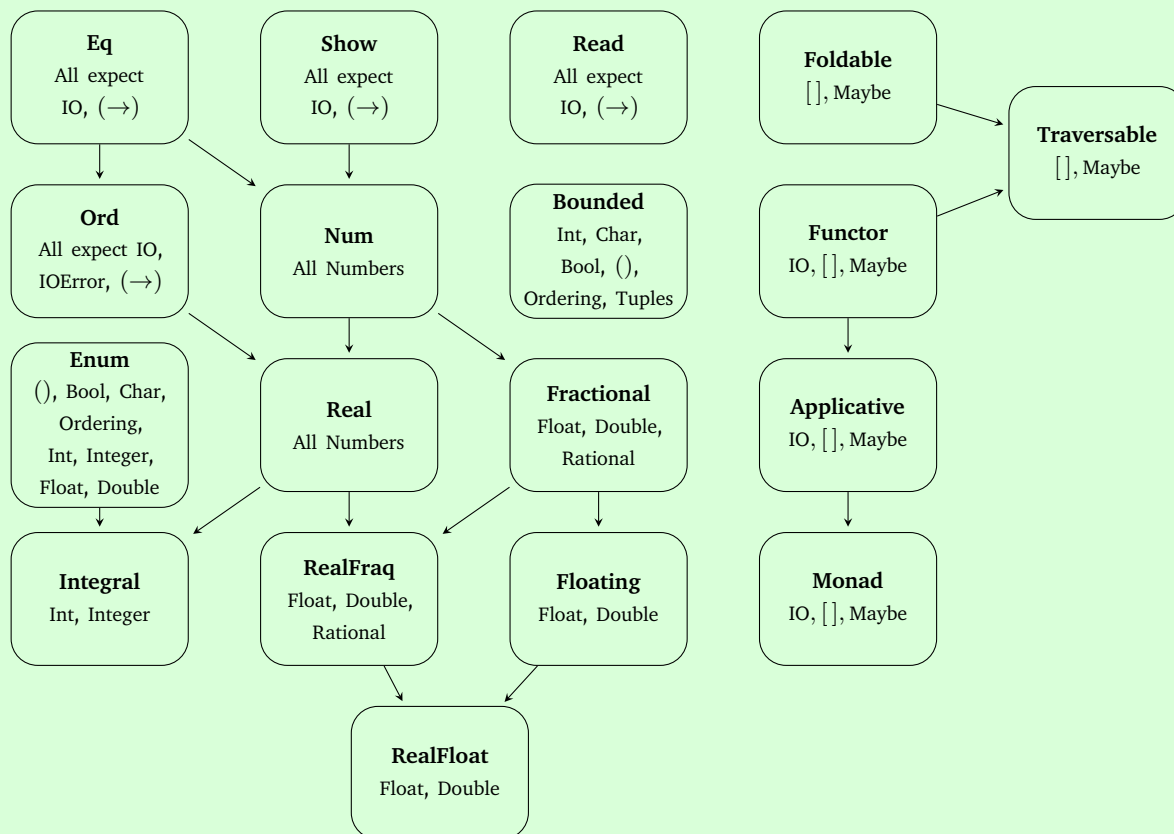 Eq
All expect
IO, (→)
Show
All expect
IO, (→)
Read
All expect
IO, (→)
Foldable
[ ], Maybe
Traversable
[ ], Maybe
Ord
All expect IO,
IOError, (→)
Num
All Numbers
Bounded
Int, Char,
Bool, (),
Ordering, Tuples
Functor
IO, [ ], Maybe
Enum
(), Bool, Char,
Ordering,
Int, Integer,
Float, Double
Real
All Numbers
Fractional
Float, Double,
Rational
Applicative
IO, [ ], Maybe
Integral
Int, Integer
RealFraq
Float, Double,
Rational
Floating
Float, Double
Monad
IO, [ ], Maybe
RealFloat
Float, Double